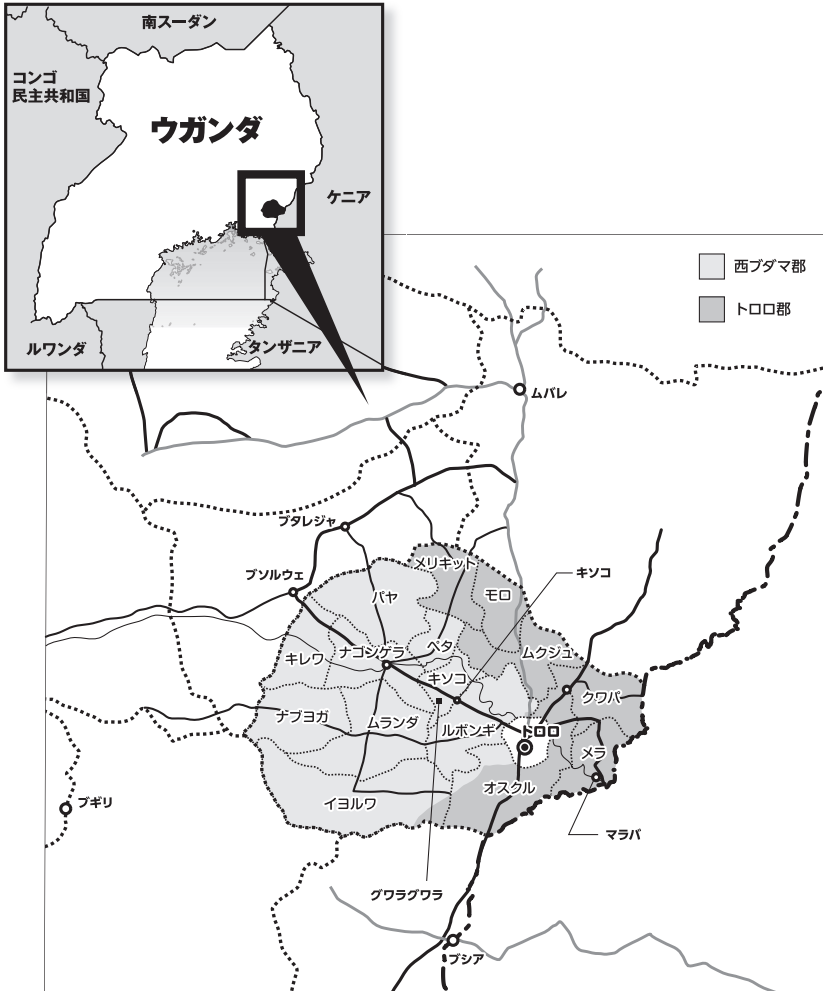 南スーダン
コンゴ
民主共和国
ウガンダ
ケニア
ルワンダ
タンザニア
西ブダマ郡
トロロ郡
ムバレ
ブタレジャ
メリキット
ブソルウェ
キソコ
パヤ
モロ
ペタ
ムクジュ
キレワ
ナゴンゲラ
キソコ
クワパ
ナブヨガ
ムランダ
ルボンギ
トロロ
メラ
オスクル
イヨルワ
ブギリ
マラバ
グワラグワラ
ブシア